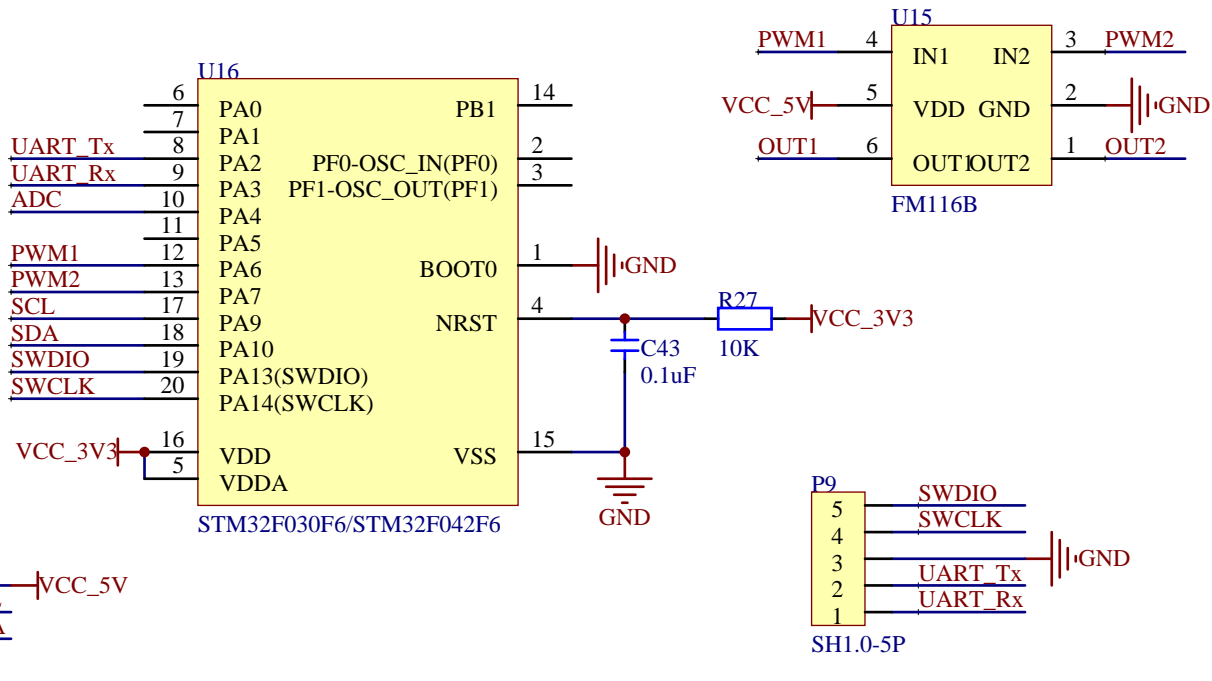 U16
6 PA0 PB1 14
7 PA1
UART_Tx 8 PA2 PF0-OSC_IN(PF0) 2
UART_Rx 9 PA3 PF1-OSC_OUT(PF1) 3
ADC 10 PA4
11 PA5
PWM1 12 PA6 BOOT0 1 GND
PWM2 13 PA7
SCL 17 PA9 NRST 4 R27 VCC_3V3
SDA 18 PA10 C43 10K
SWDIO 19 PA13(SWDIO) 0.1uF
SWCLK 20 PA14(SWCLK)
VCC_3V3 16 VDD VSS 15
5 VDDA
GND
STM32F030F6/STM32F042F6
U15
PWM1 4 IN1 IN2 3 PWM2
VCC_5V 5 VDD GND 2 GND
OUT1 6 OUT1 OUT2 1 OUT2
FM116B
P9
5 SWDIO
4 SWCLK
3 GND
2 UART_Tx
1 UART_Rx
SH1.0-5P
VCC_5V